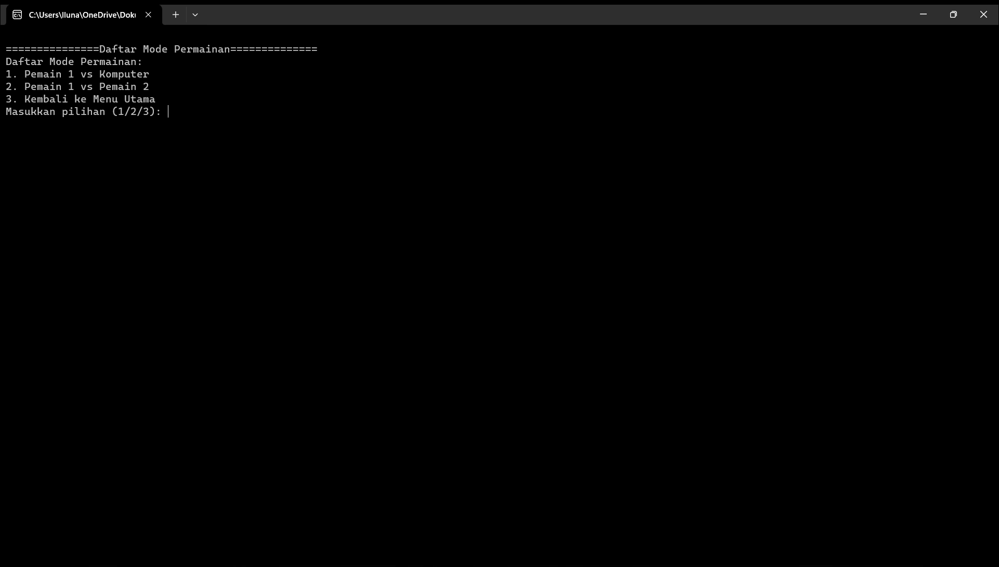 C:\Users\lluna\OneDrive\Doku
===============Daftar Mode Permainan==============
Daftar Mode Permainan:
1. Pemain 1 vs Komputer
2. Pemain 1 vs Pemain 2
3. Kembali ke Menu Utama
Masukkan pilihan (1/2/3):